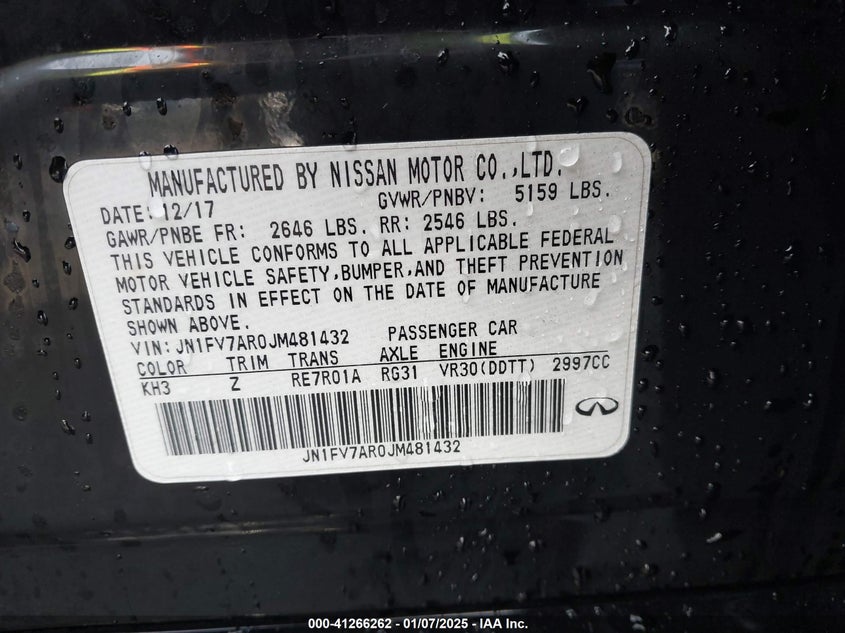 MANUFACTURED BY NISSAN MOTOR CO.,LTD.
DATE: 12/17 GVWR/PNBV: 5159 LBS.
GAWR/PNBE FR: 2646 LBS. RR: 2546 LBS.
THIS VEHICLE CONFORMS TO ALL APPLICABLE FEDERAL
MOTOR VEHICLE SAFETY,BUMPER,AND THEFT PREVENTION
STANDARDS IN EFFECT ON THE DATE OF MANUFACTURE
SHOWN ABOVE.
VIN: JN1FV7AR0JM481432 PASSENGER CAR
COLOR TRIM TRANS AXLE ENGINE
KH3 Z RE7R01A RG31 VR30(DDTT) 2997CC
JN1FV7AR0JM481432
000-41266262 - 01/07/2025 - IAA Inc.